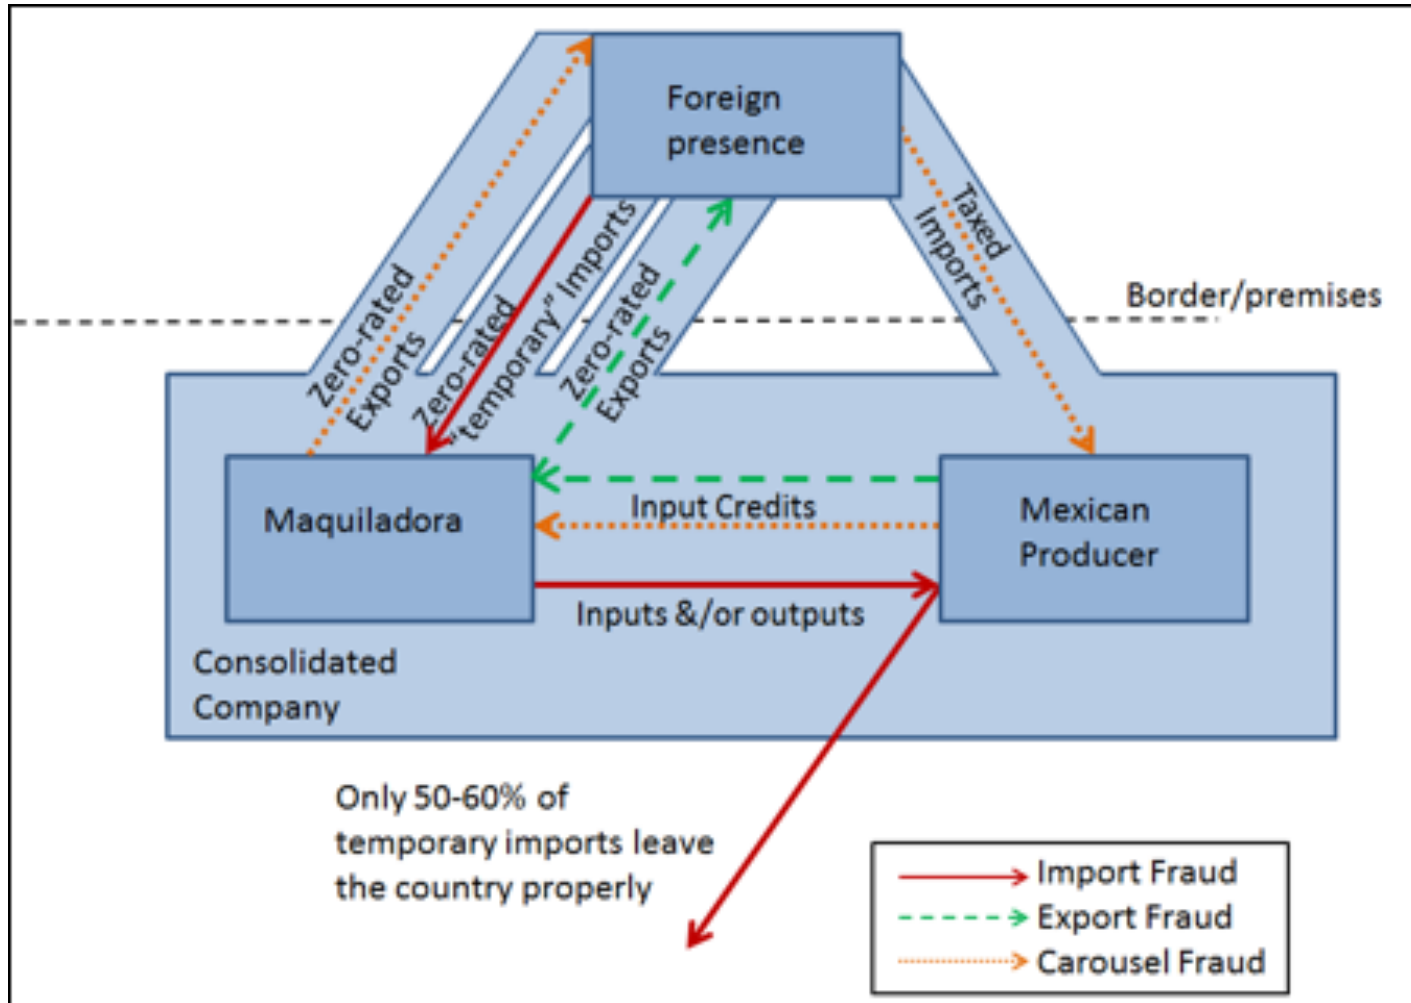 Foreign
presence
Zero-rated
Exports
Zero-rated
“temporary” Imports
Zero-rated
Exports
Taxed
Imports
Border/premises
Maquiladora
Input Credits
Mexican
Producer
Inputs &/or outputs
Consolidated
Company
Only 50-60% of
temporary imports leave
the country properly
Import Fraud
Export Fraud
Carousel Fraud